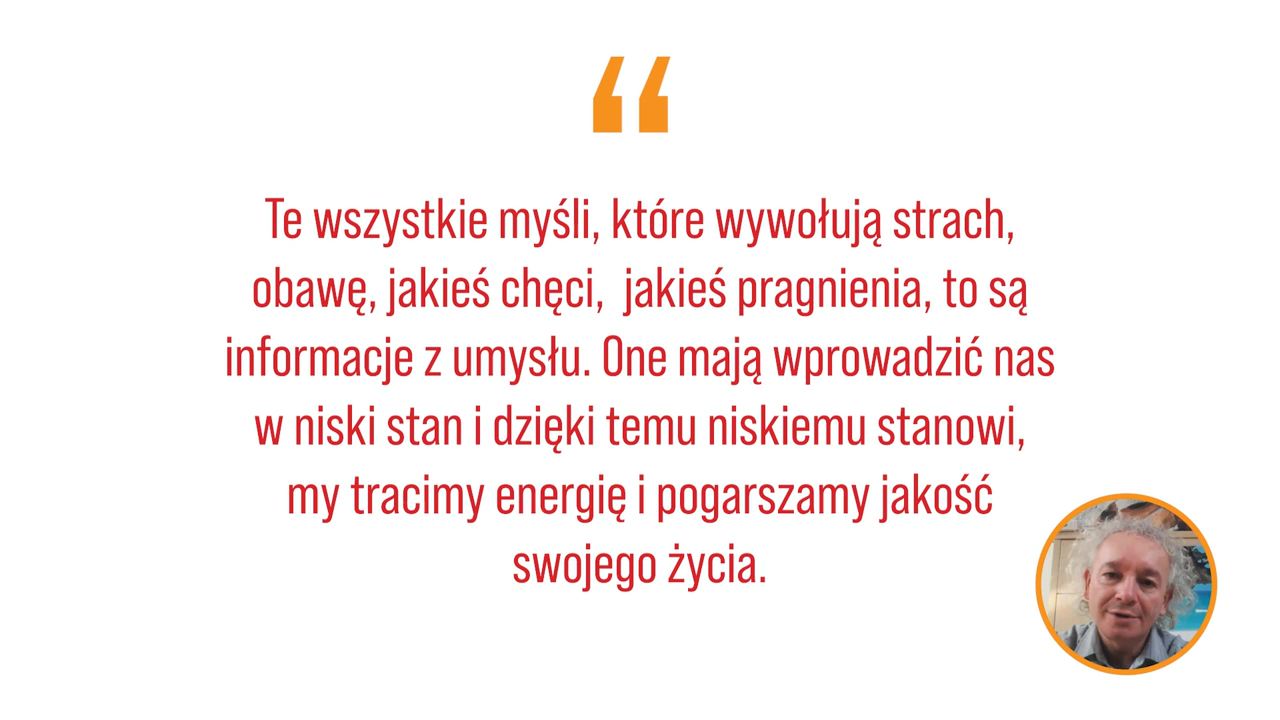 “
Te wszystkie myśli, które wywołują strach,
obawę, jakieś chęci,  jakieś pragnienia, to są
informacje z umysłu. One mają wprowadzić nas
w niski stan i dzięki temu niskiemu stanowi,
my tracimy energię i pogarszamy jakość
swojego życia.